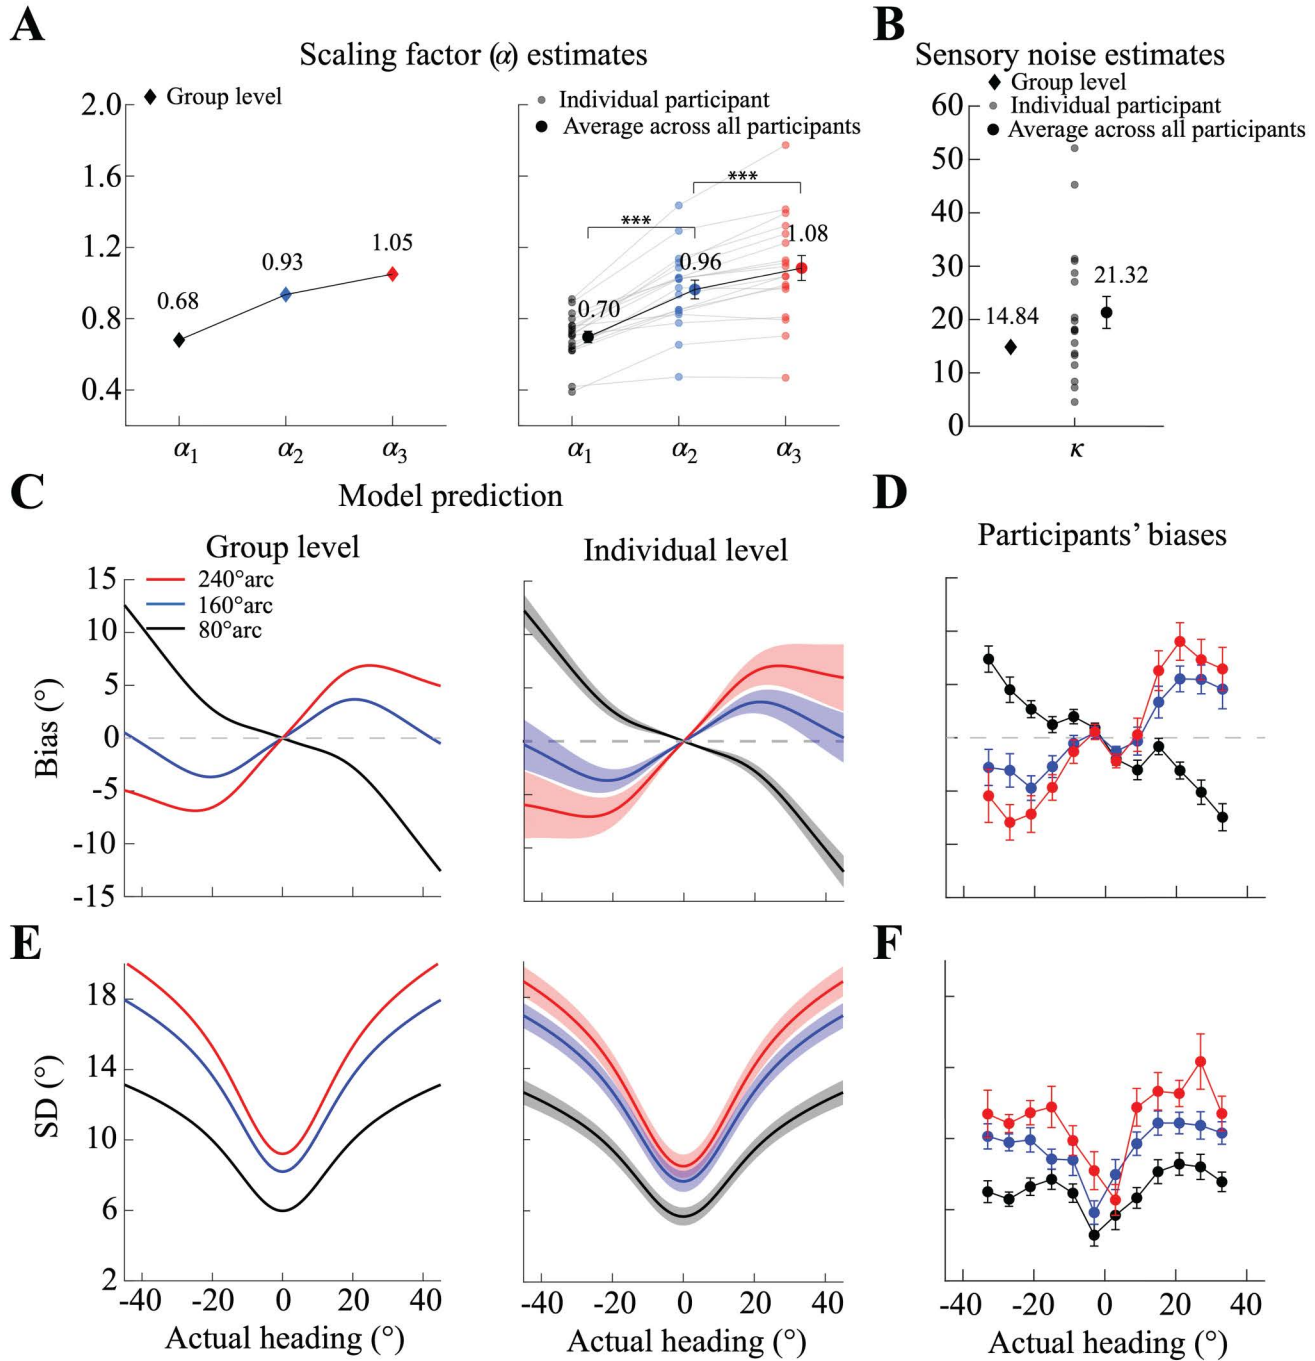 A
B
Scaling factor (α) estimates
Sensory noise estimates
Group level
Individual participant
Average across all participants
Group level
Individual participant
Average across all participants
2.0
1.6
1.2
0.8
0.4
0.68
0.93
1.05
α1
α2
α3
***
***
0.70
0.96
1.08
α1
α2
α3
60
50
40
30
20
10
0
14.84
21.32
κ
C
Model prediction
D
Group level
Individual level
Participants' biases
240°arc
160°arc
80°arc
15
10
5
0
-5
-10
-15
Bias (°)
E
F
18
14
10
6
2
SD (°)
-40 -20 0 20 40
-40 -20 0 20 40
-40 -20 0 20 40
Actual heading (°)
Actual heading (°)
Actual heading (°)